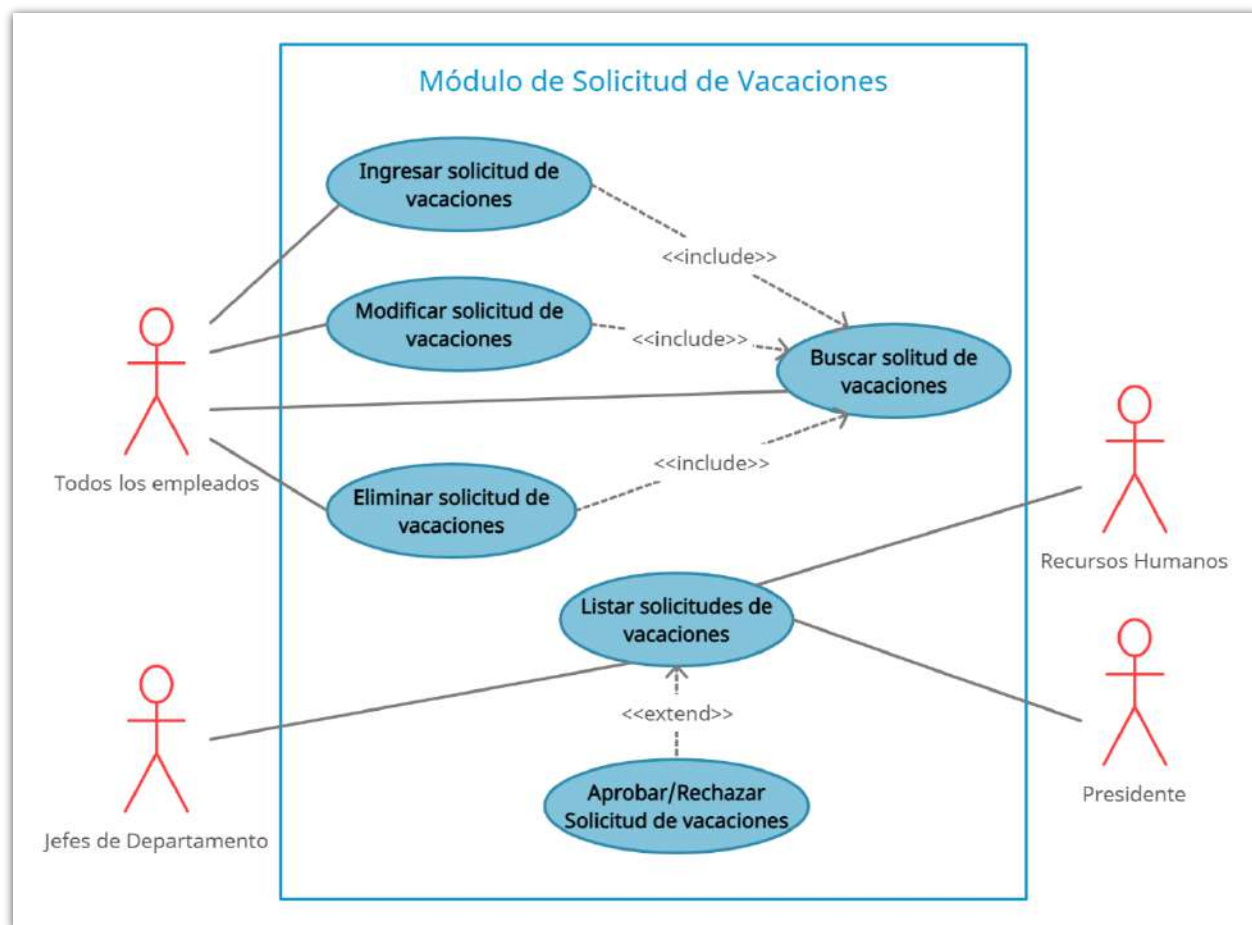 Módulo de Solicitud de Vacaciones
Ingresar solicitud de
vacaciones
<<include>>
Modificar solicitud de
vacaciones
<<include>>
Buscar solitud de
vacaciones
Todos los empleados
<<include>>
Eliminar solicitud de
vacaciones
Recursos Humanos
Listar solicitudes de
vacaciones
<<extend>>
Aprobar/Rechazar
Solicitud de vacaciones
Presidente
Jefes de Departamento